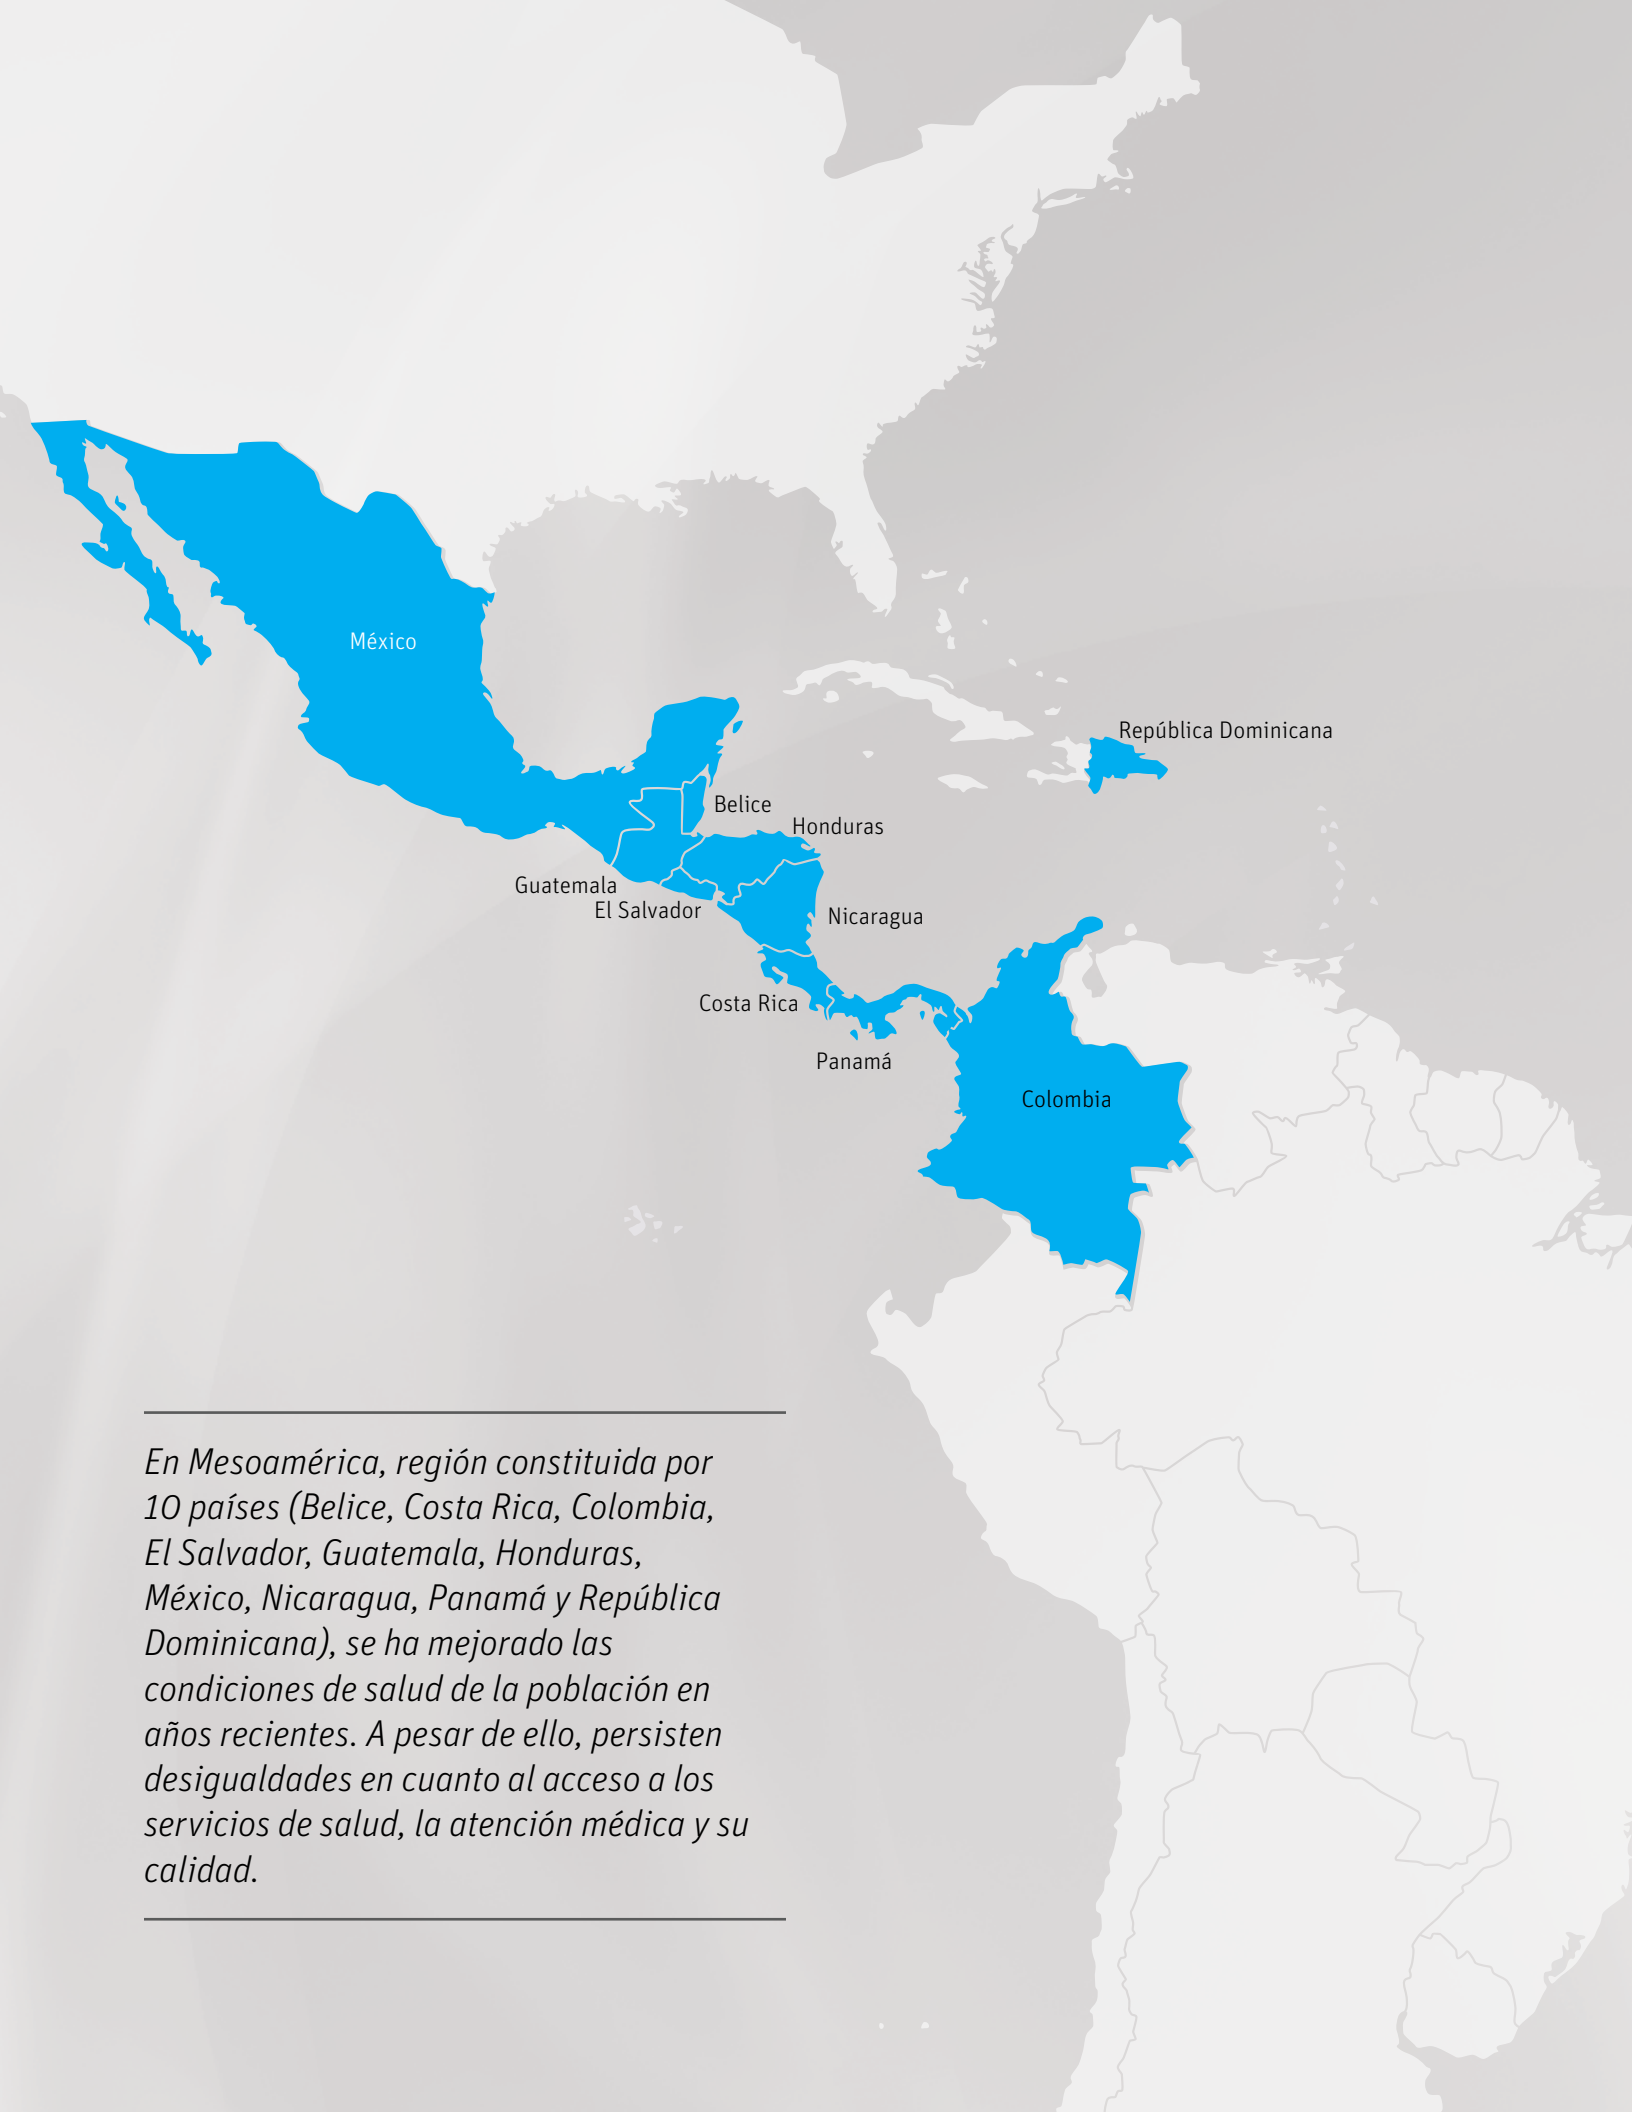 México
República Dominicana
Belice
Honduras
Guatemala
El Salvador
Nicaragua
Costa Rica
Panamá
Colombia
En Mesoamérica, región constituida por
10 países (Belice, Costa Rica, Colombia,
El Salvador, Guatemala, Honduras,
México, Nicaragua, Panamá y República
Dominicana), se ha mejorado las
condiciones de salud de la población en
años recientes. A pesar de ello, persisten
desigualdades en cuanto al acceso a los
servicios de salud, la atención médica y su
calidad.